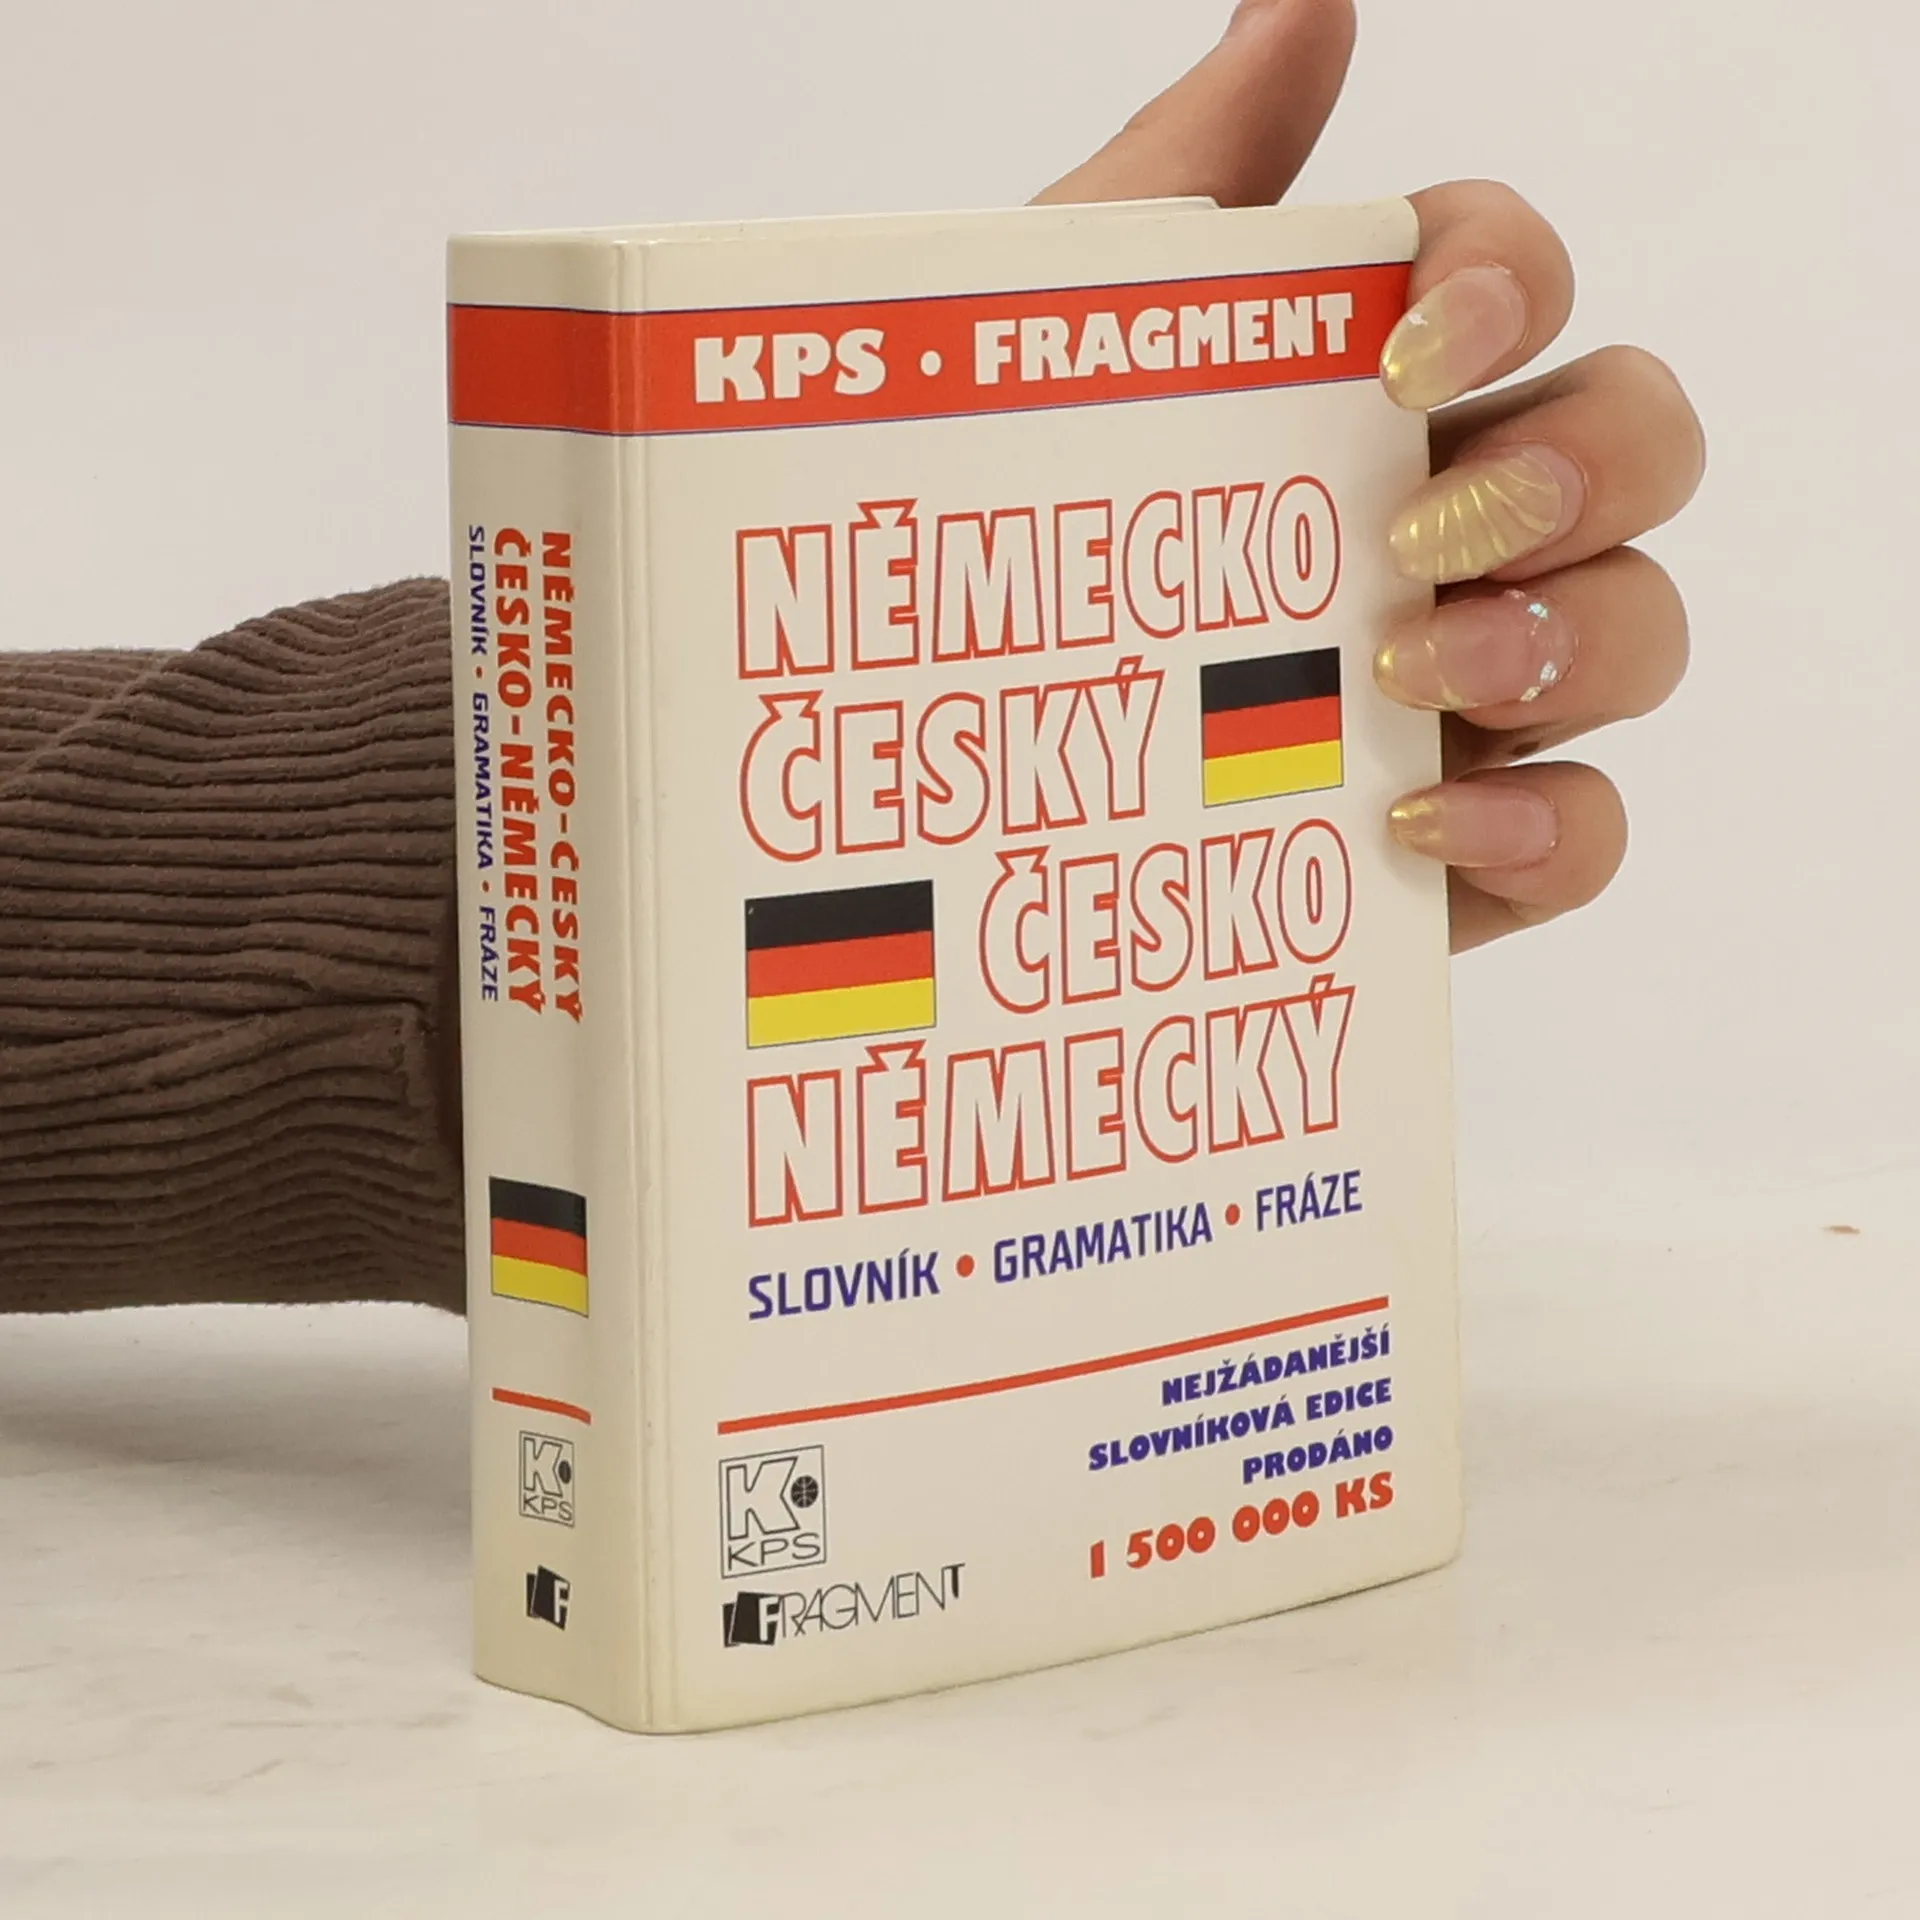 KPS • FRAGMENT
NĚMECKO
ČESKÝ
ČESKO
NĚMECKÝ
SLOVNÍK • GRAMATIKA • FRÁZE
NEJŽÁDANĚJŠÍ
SLOVNÍKOVÁ EDICE
PRODÁNO
1 500 000 KS
K
KPS
FRAGMENT
NĚMECKO-ČESKÝ
ČESKO-NĚMECKÝ
SLOVNÍK • GRAMATIKA • FRÁZE
K
KPS
F